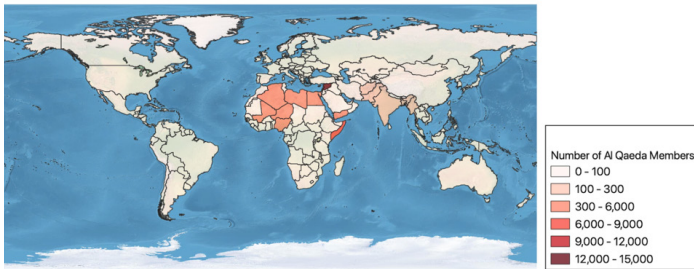 Number of Al Qaeda Members
0 - 100
100 - 300
300 - 6,000
6,000 - 9,000
9,000 - 12,000
12,000 - 15,000